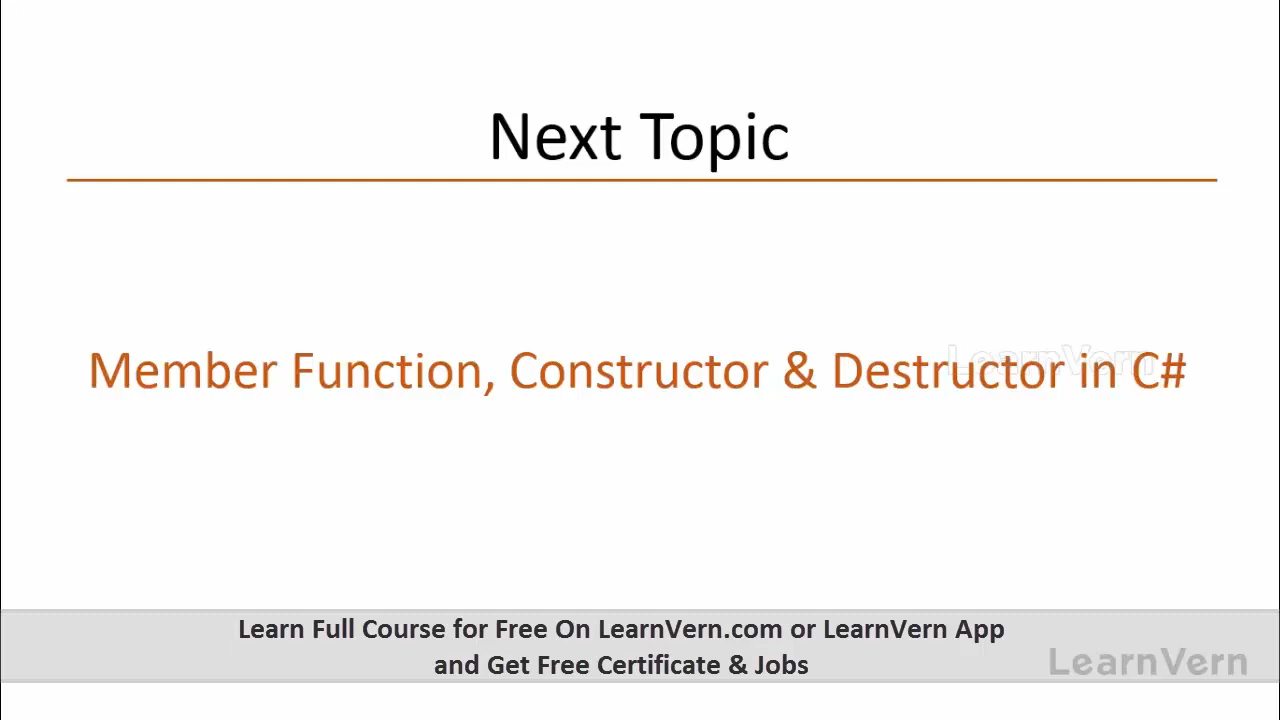 Next Topic
Member Function, Constructor & Destructor in C#
LearnVern
Learn Full Course for Free On LearnVern.com or LearnVern App
and Get Free Certificate & Jobs
LearnVern